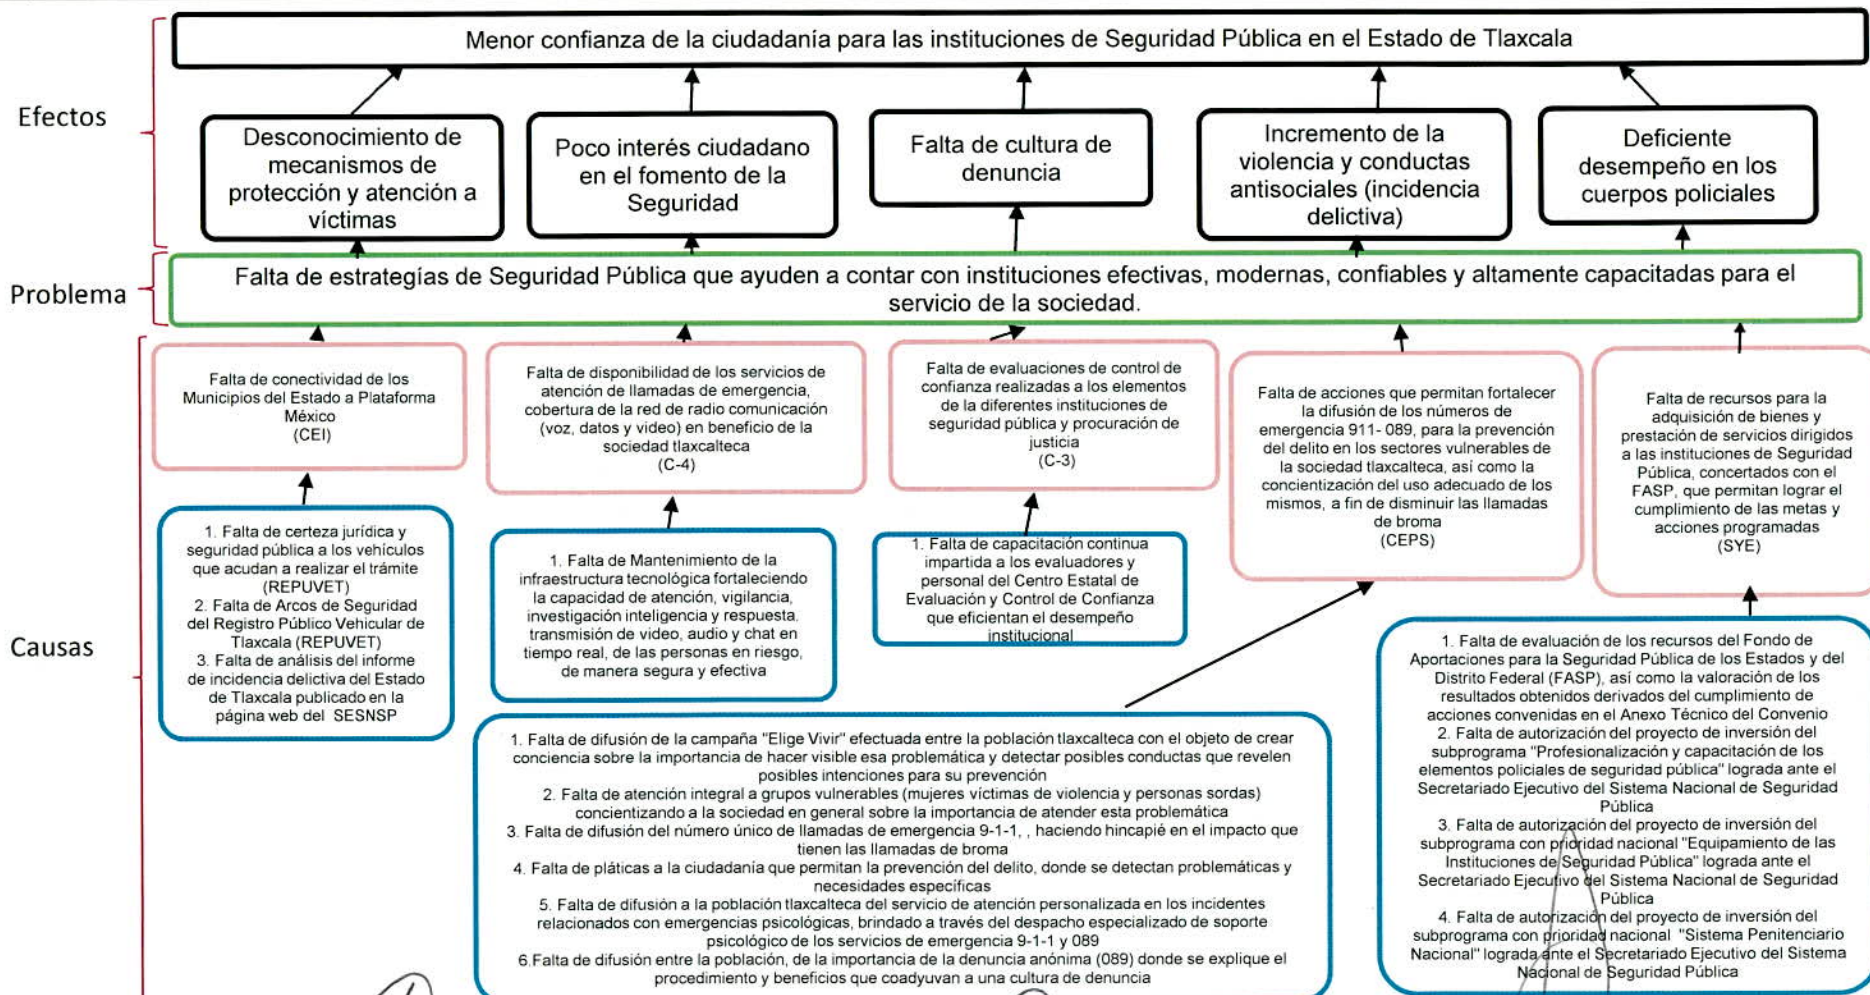 Menor confianza de la ciudadanía para las instituciones de Seguridad Pública en el Estado de Tlaxcala
Efectos
Desconocimiento de
mecanismos de
protección y atención a
víctimas
Poco interés ciudadano
en el fomento de la
Seguridad
Falta de cultura de
denuncia
Incremento de la
violencia y conductas
antisociales (incidencia
delictiva)
Deficiente
desempeño en los
cuerpos policiales
Problema
Falta de estrategías de Seguridad Pública que ayuden a contar con instituciones efectivas, modernas, confiables y altamente capacitadas para el
servicio de la sociedad.
Causas
Falta de conectividad de los
Municipios del Estado a Plataforma
México
(CEI)
Falta de disponibilidad de los servicios de
atención de llamadas de emergencia,
cobertura de la red de radio comunicación
(voz, datos y video) en beneficio de la
sociedad tlaxcalteca
(C-4)
Falta de evaluaciones de control de
confianza realizadas a los elementos
de la diferentes instituciones de
seguridad pública y procuración de
justicia
(C-3)
Falta de acciones que permitan fortalecer
la difusión de los números de
emergencia 911- 089, para la prevención
del delito en los sectores vulnerables de
la sociedad tlaxcalteca, así como la
concientización del uso adecuado de los
mismos, a fin de disminuir las llamadas
de broma
(CEPS)
Falta de recursos para la
adquisición de bienes y
prestación de servicios dirigidos
a las instituciones de Seguridad
Pública, concertados con el
FASP, que permitan lograr el
cumplimiento de las metas y
acciones programadas
(SYE)
1. Falta de certeza jurídica y
seguridad pública a los vehículos
que acudan a realizar el trámite
(REPUVET)
2. Falta de Arcos de Seguridad
del Registro Público Vehicular de
Tlaxcala (REPUVET)
3. Falta de análisis del informe
de incidencia delictiva del Estado
de Tlaxcala publicado en la
página web del SESNSP
1. Falta de Mantenimiento de la
infraestructura tecnológica fortaleciendo
la capacidad de atención, vigilancia,
investigación inteligencia y respuesta.
transmisión de video, audio y chat en
tiempo real, de las personas en riesgo,
de manera segura y efectiva
1. Falta de capacitación continua
impartida a los evaluadores y
personal del Centro Estatal de
Evaluación y Control de Confianza
que eficientan el desempeño
institucional
1. Falta de difusión de la campaña "Elige Vivir" efectuada entre la población tlaxcalteca con el objeto de crear
conciencia sobre la importancia de hacer visible esa problemática y detectar posibles conductas que revelen
posibles intenciones para su prevención
2. Falta de atención integral a grupos vulnerables (mujeres víctimas de violencia y personas sordas)
concientizando a la sociedad en general sobre la importancia de atender esta problemática
3. Falta de difusión del número único de llamadas de emergencia 9-1-1, , haciendo hincapié en el impacto que
tienen las llamadas de broma
4. Falta de pláticas a la ciudadanía que permitan la prevención del delito, donde se detectan problemáticas y
necesidades específicas
5. Falta de difusión a la población tlaxcalteca del servicio de atención personalizada en los incidentes
relacionados con emergencias psicológicas, brindado a través del despacho especializado de soporte
psicológico de los servicios de emergencia 9-1-1 y 089
6.Falta de difusión entre la población, de la importancia de la denuncia anónima (089) donde se explique el
procedimiento y beneficios que coadyuvan a una cultura de denuncia
1. Falta de evaluación de los recursos del Fondo de
Aportaciones para la Seguridad Pública de los Estados y del
Distrito Federal (FASP), así como la valoración de los
resultados obtenidos derivados del cumplimiento de
acciones convenidas en el Anexo Técnico del Convenio
2. Falta de autorización del proyecto de inversión del
subprograma "Profesionalización y capacitación de los
elementos policiales de seguridad pública" lograda ante el
Secretariado Ejecutivo del Sistema Nacional de Seguridad
Pública
3. Falta de autorización del proyecto de inversión del
subprograma con prioridad nacional "Equipamiento de las
Instituciones de Seguridad Pública" lograda ante el
Secretariado Ejecutivo del Sistema Nacional de Seguridad
Pública
4. Falta de autorización del proyecto de inversión del
subprograma con prioridad nacional "Sistema Penitenciario
Nacional" lograda ante el Secretariado Ejecutivo del Sistema
Nacional de Seguridad Pública